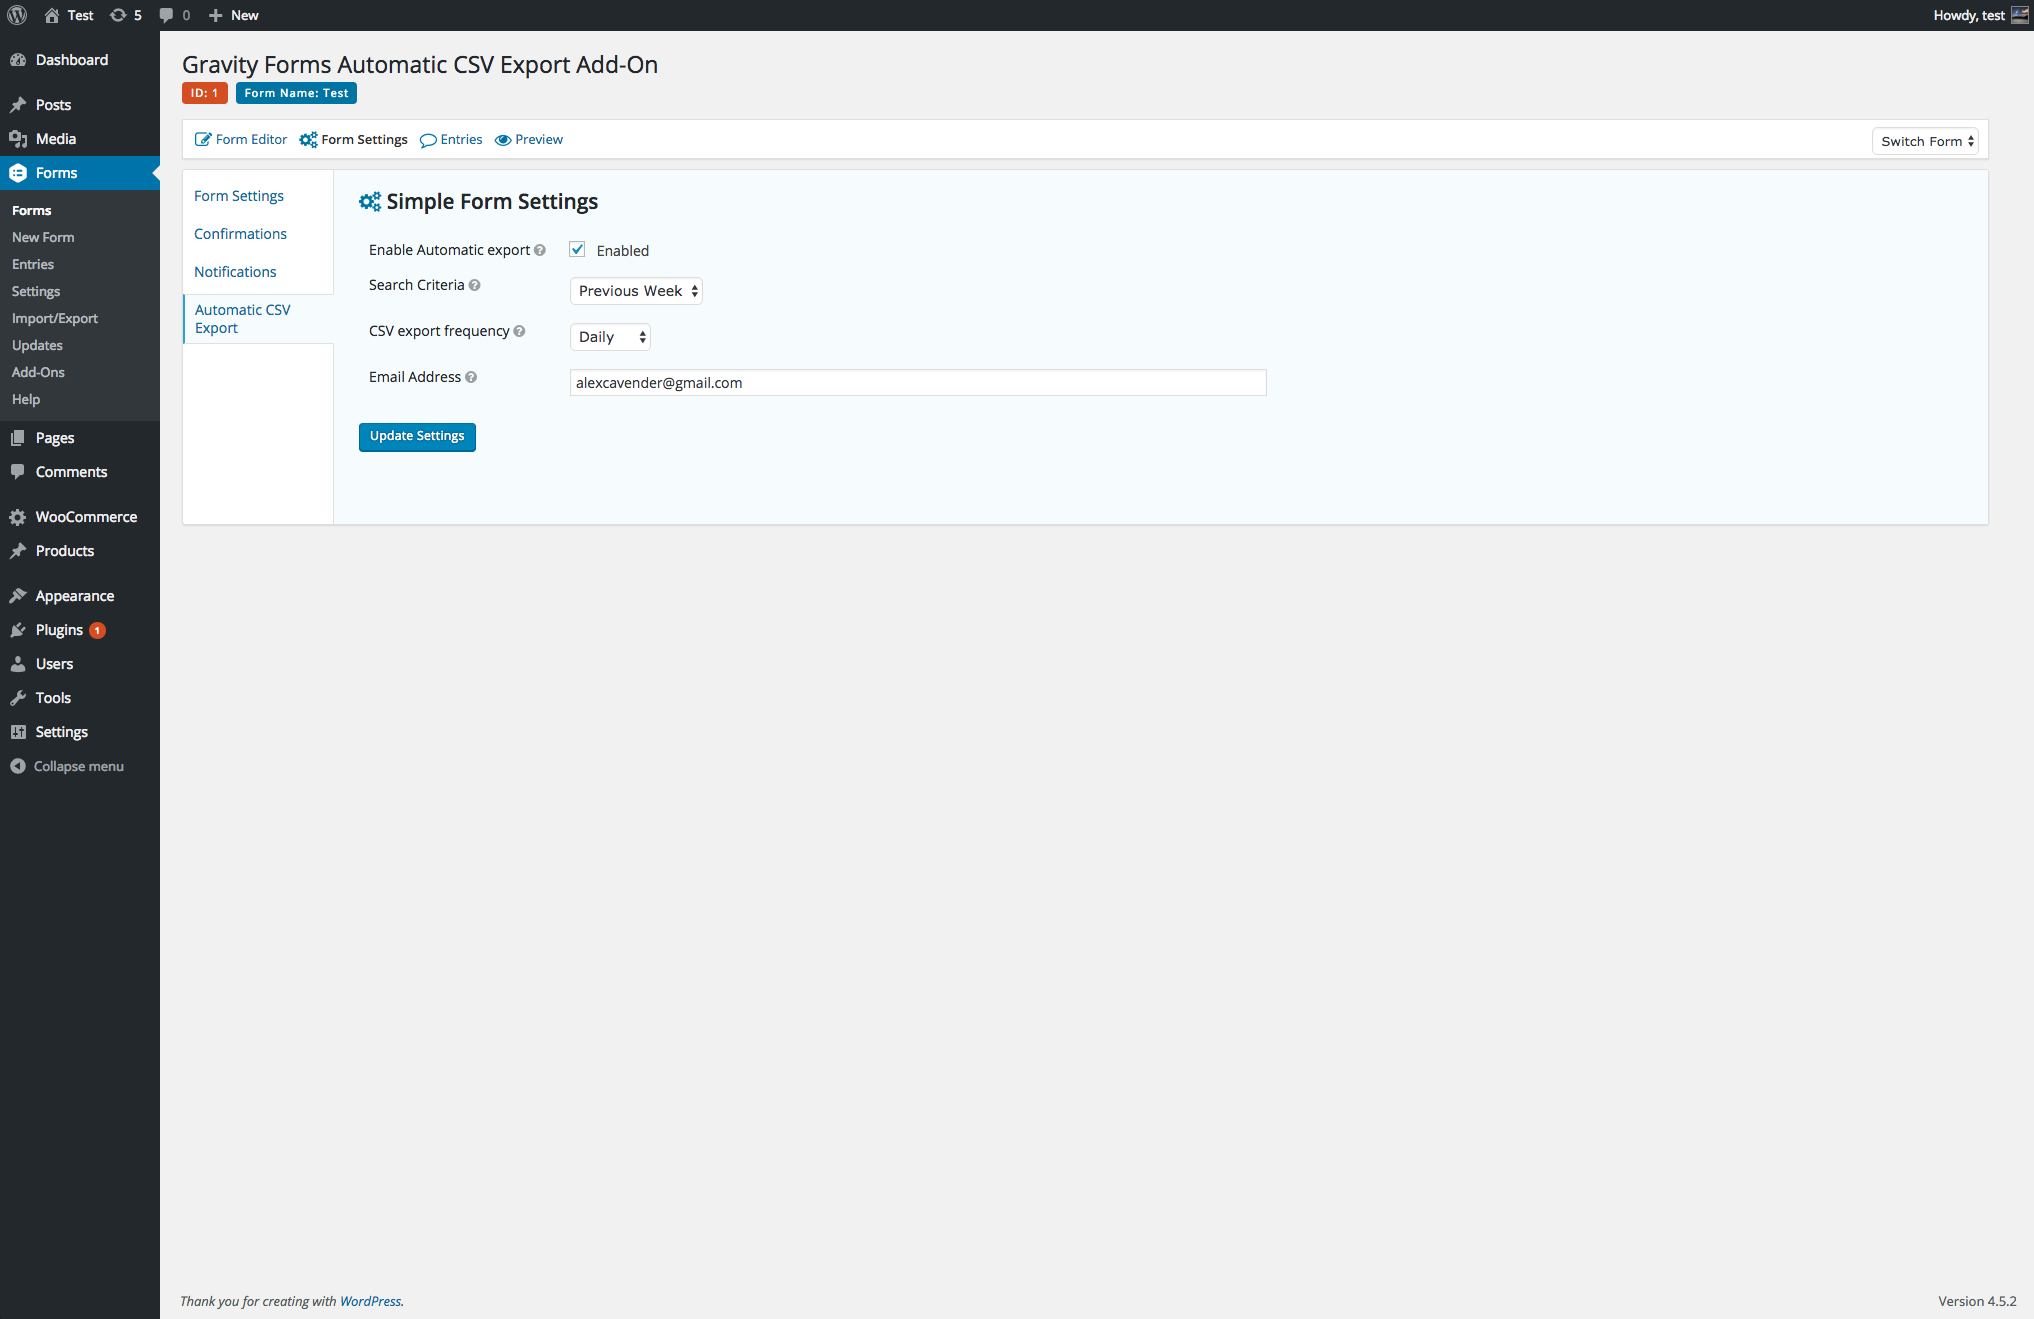 Test 5 0 New Howdy, test
Dashboard
Posts
Media
Forms
Forms
New Form
Entries
Settings
Import/Export
Updates
Add-Ons
Help
Pages
Comments
WooCommerce
Products
Appearance
Plugins 1
Users
Tools
Settings
Collapse menu
Gravity Forms Automatic CSV Export Add-On
ID: 1 Form Name: Test
Form Editor Form Settings Entries Preview Switch Form
Form Settings
Confirmations
Notifications
Automatic CSV
Export
Simple Form Settings
Enable Automatic export Enabled
Search Criteria Previous Week
CSV export frequency Daily
Email Address alexcavender@gmail.com
Update Settings
Thank you for creating with WordPress. Version 4.5.2